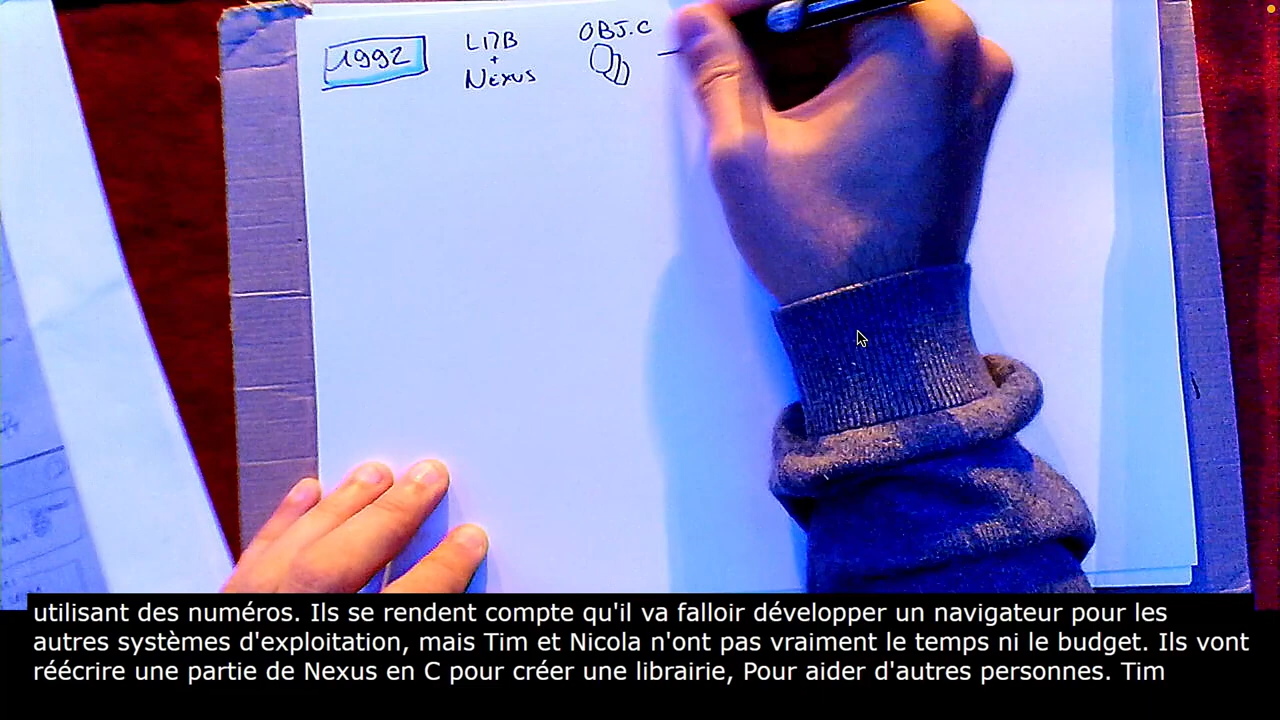 1992
LMB
+
Nexus
OBJ.C
utilisant des numéros. Ils se rendent compte qu'il va falloir développer un navigateur pour les
autres systèmes d'exploitation, mais Tim et Nicola n'ont pas vraiment le temps ni le budget. Ils vont
réécrire une partie de Nexus en C pour créer une librairie, Pour aider d'autres personnes. Tim